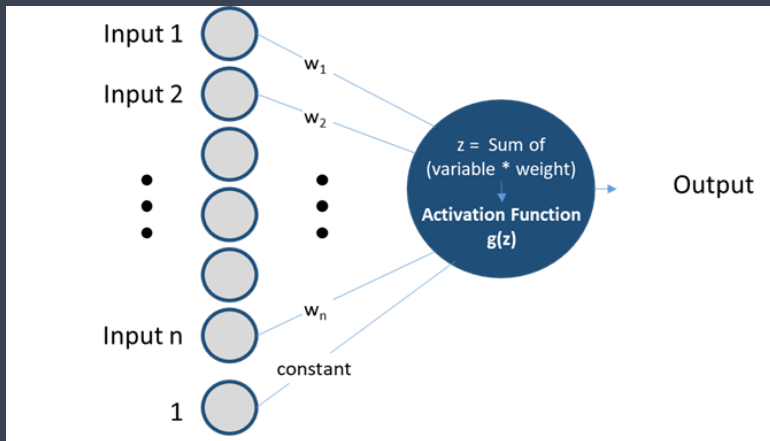 Input 1
w1
Input 2
w2
z = Sum of
(variable * weight)
Activation Function
g(z)
Output
wn
Input n
constant
1